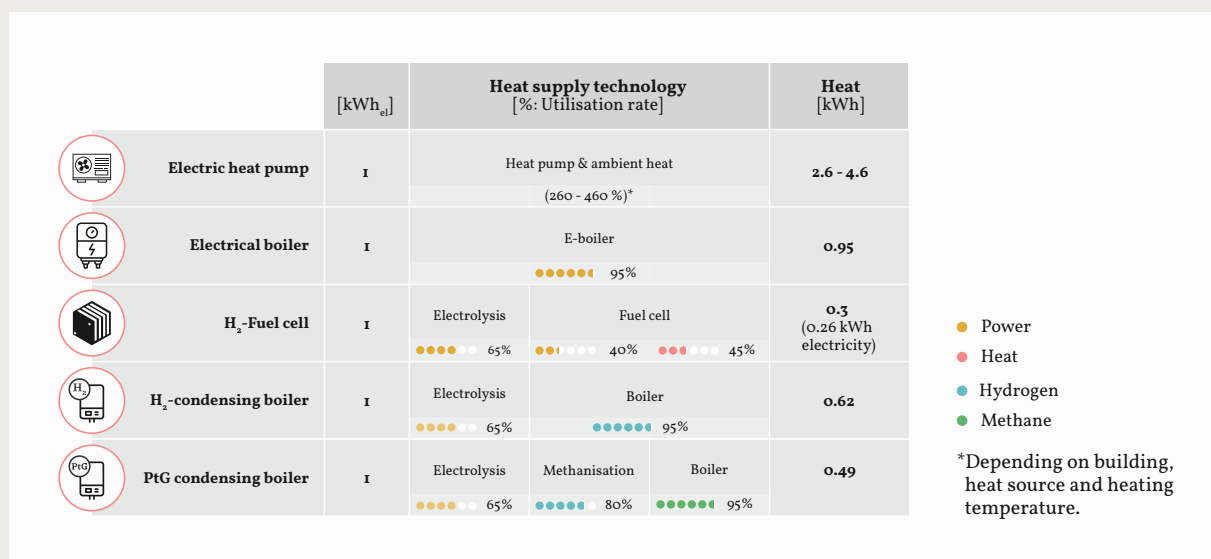 [kWh_el]
Heat supply technology
[%: Utilisation rate]
Heat
[kWh]
Electric heat pump
1
Heat pump & ambient heat
(260 - 460 %)*
2.6 - 4.6
Electrical boiler
1
E-boiler
95%
0.95
H₂-Fuel cell
1
Electrolysis
65%
Fuel cell
40%
45%
0.3
(0.26 kWh
electricity)
H₂
H₂-condensing boiler
1
Electrolysis
65%
Boiler
95%
0.62
PtG
PtG condensing boiler
1
Electrolysis
65%
Methanisation
80%
Boiler
95%
0.49
Power
Heat
Hydrogen
Methane
*Depending on building,
heat source and heating
temperature.